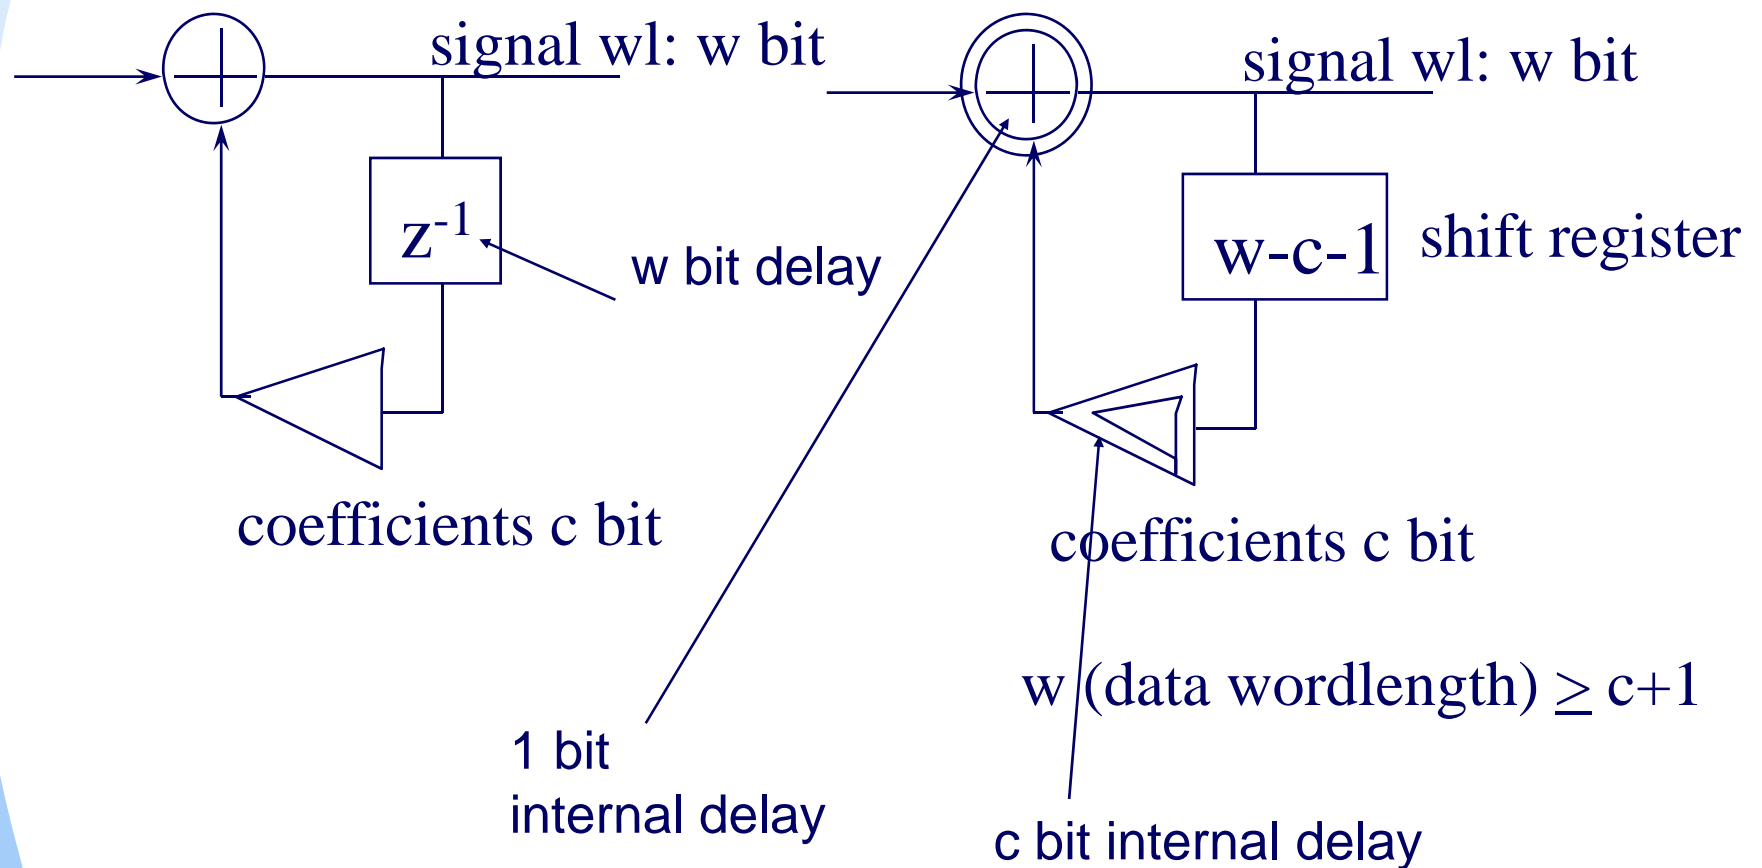 signal wl: w bit
z-1
w bit delay
coefficients c bit
signal wl: w bit
w-c-1
shift register
coefficients c bit
w (data wordlength) ≥ c+1
1 bit
internal delay
c bit internal delay